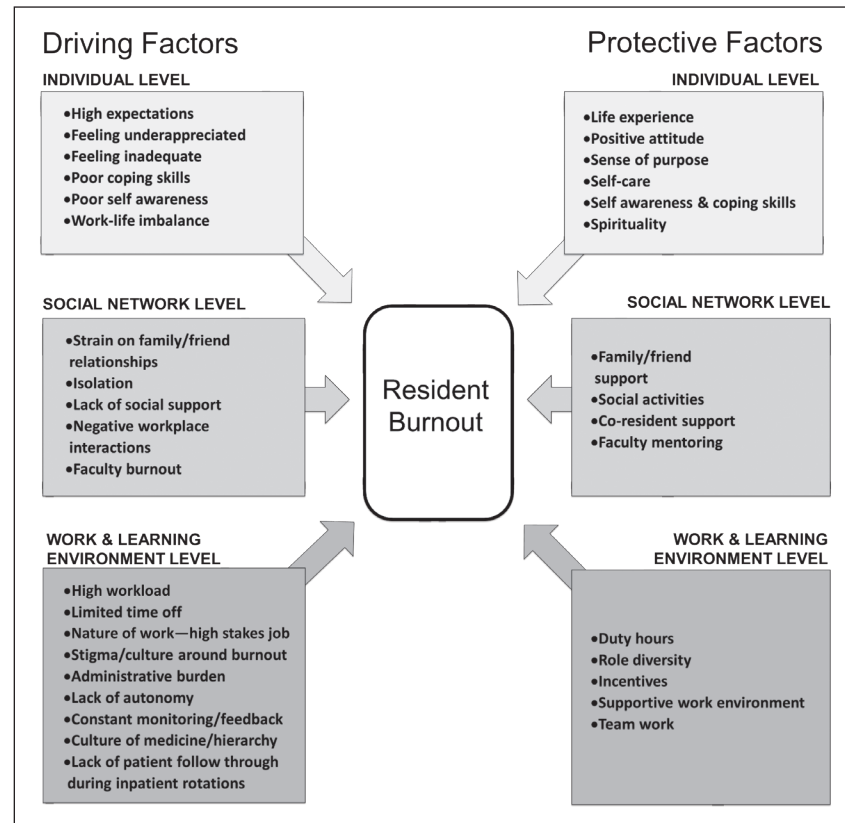 Driving Factors
INDIVIDUAL LEVEL
•High expectations
•Feeling underappreciated
•Feeling inadequate
•Poor coping skills
•Poor self awareness
•Work-life imbalance
SOCIAL NETWORK LEVEL
•Strain on family/friend
relationships
•Isolation
•Lack of social support
•Negative workplace
interactions
•Faculty burnout
WORK & LEARNING
ENVIRONMENT LEVEL
•High workload
•Limited time off
•Nature of work—high stakes job
•Stigma/culture around burnout
•Administrative burden
•Lack of autonomy
•Constant monitoring/feedback
•Culture of medicine/hierarchy
•Lack of patient follow through
during inpatient rotations
Resident
Burnout
Protective Factors
INDIVIDUAL LEVEL
•Life experience
•Positive attitude
•Sense of purpose
•Self-care
•Self awareness & coping skills
•Spirituality
SOCIAL NETWORK LEVEL
•Family/friend
support
•Social activities
•Co-resident support
•Faculty mentoring
WORK & LEARNING
ENVIRONMENT LEVEL
•Duty hours
•Role diversity
•Incentives
•Supportive work environment
•Team work